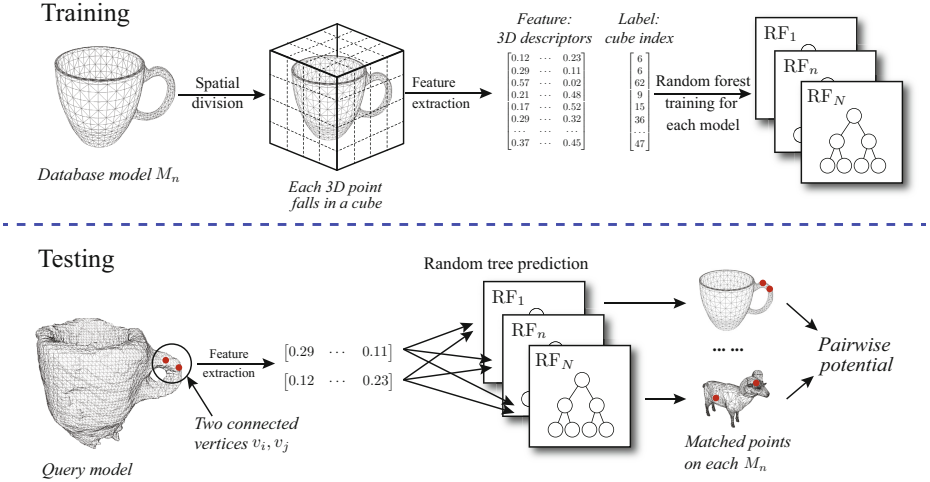 Training
Database model Mₙ
Spatial
division
Each 3D point
falls in a cube
Feature
extraction
Feature:
3D descriptors
0.12 ··· 0.23
0.29 ··· 0.11
0.57 ··· 0.02
0.21 ··· 0.48
0.17 ··· 0.52
0.29 ··· 0.32
··· ··· ···
0.37 ··· 0.45
Label:
cube index
6
6
62
9
15
36
···
47
Random forest
training for
each model
RF₁
RFₙ
RF_N
Testing
Query model
Two connected
vertices vᵢ, vⱼ
Feature
extraction
[0.29 ··· 0.11]
[0.12 ··· 0.23]
Random tree prediction
RF₁
RFₙ
RF_N
... ...
Matched points
on each Mₙ
Pairwise
potential